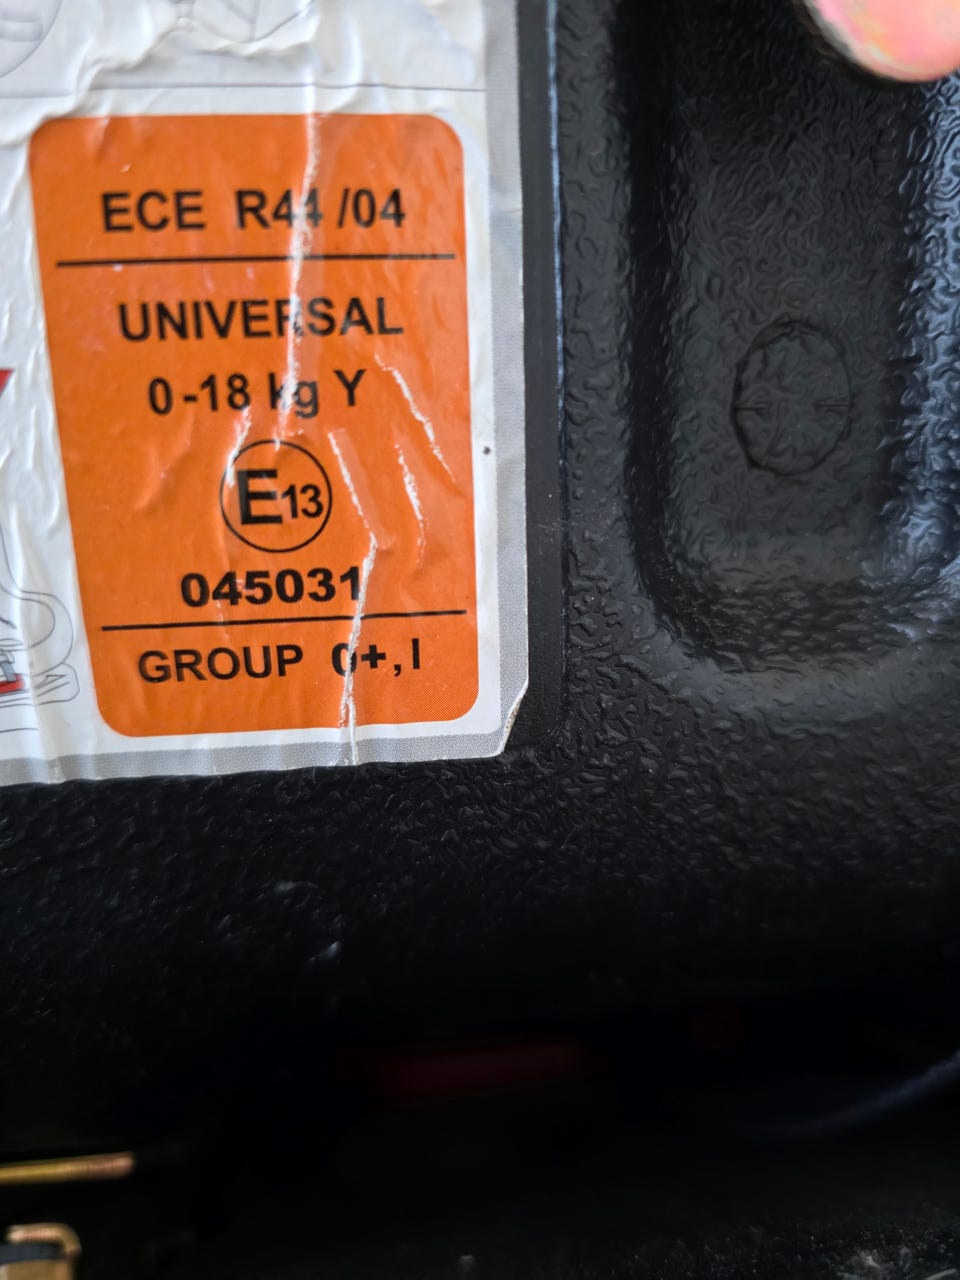 ECE R44 /04
UNIVERSAL
0-18 kg Y
E13
045031
GROUP 0+, I